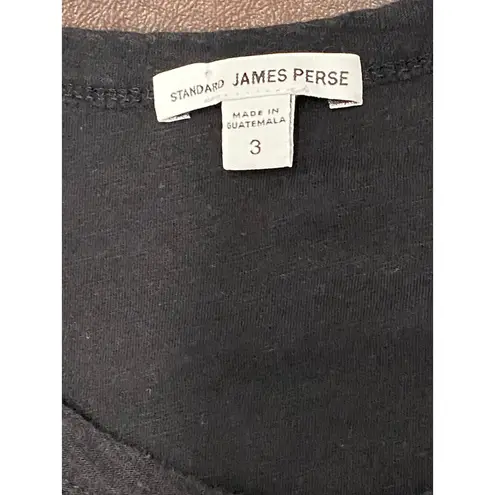 STANDARD JAMES PERSE
MADE IN
GUATEMALA
3